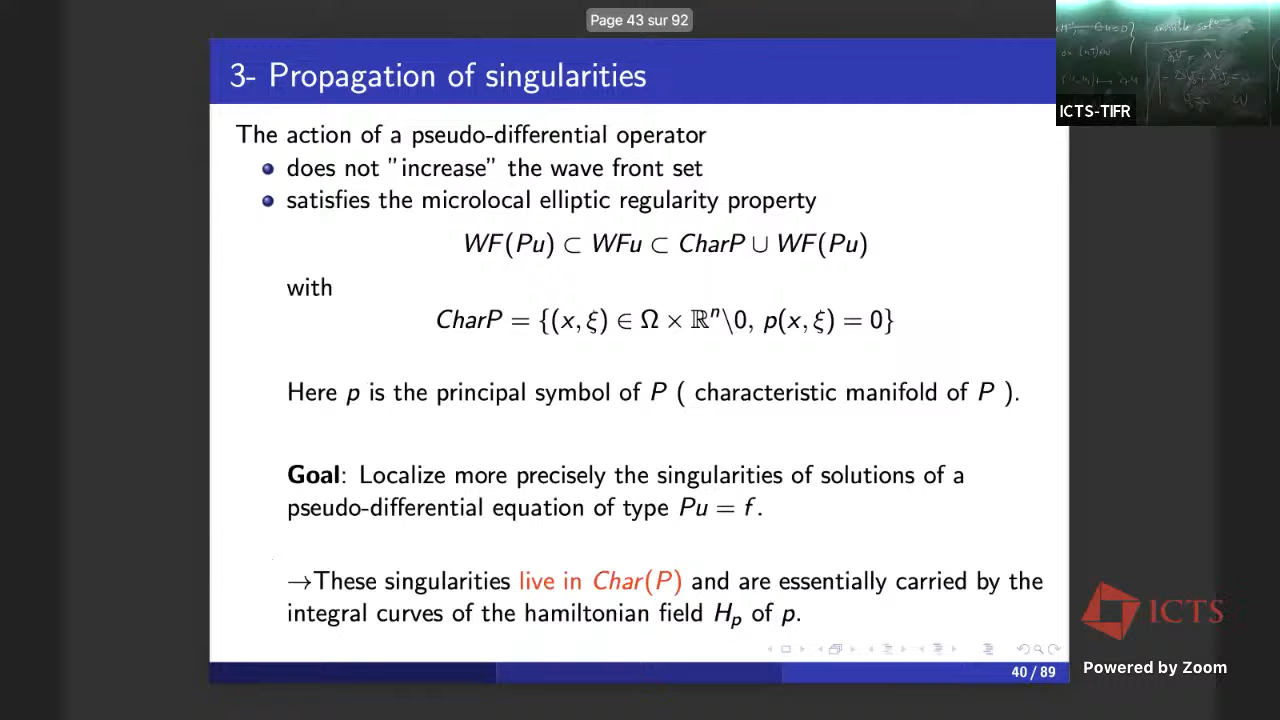 Page 43 sur 92
3- Propagation of singularities
The action of a pseudo-differential operator
does not "increase" the wave front set
satisfies the microlocal elliptic regularity property
WF(Pu) ⊂ WFu ⊂ CharP ∪ WF(Pu)
with
CharP = {(x, ξ) ∈ Ω × ℝⁿ\0, p(x, ξ) = 0}
Here p is the principal symbol of P ( characteristic manifold of P ).
Goal: Localize more precisely the singularities of solutions of a
pseudo-differential equation of type Pu = f.
→These singularities live in Char(P) and are essentially carried by the
integral curves of the hamiltonian field Hₚ of p.
40 / 89
ICTS-TIFR
ICTS
Powered by Zoom